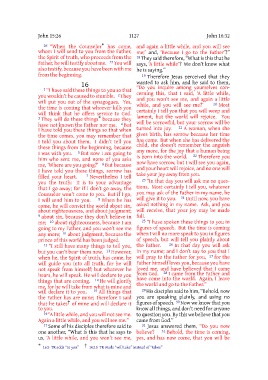 John 15:26 1127 John 16:32
26 "When the Counselor* has come,
whom I will send to you from the Father,
the Spirit of truth, who proceeds from the
Father, he will testify about me. 27 You will
also testify, because you have been with me
from the beginning.
16
1 "I have said these things to you so that
you wouldn't be caused to stumble. 2 They
will put you out of the synagogues. Yes,
the time is coming that whoever kills you
will think that he offers service to God.
3 They will do these things because they
have not known the Father nor me. 4 But
I have told you these things so that when
the time comes, you may remember that
I told you about them. I didn't tell you
these things from the beginning, because
I was with you. 5 But now I am going to
him who sent me, and none of you asks
me, 'Where are you going?' 6 But because
I have told you these things, sorrow has
filled your heart. 7 Nevertheless I tell
you the truth: It is to your advantage
that I go away; for if I don't go away, the
Counselor won't come to you. But if I go,
I will send him to you. 8 When he has
come, he will convict the world about sin,
about righteousness, and about judgment;
9 about sin, because they don't believe in
me; 10 about righteousness, because I am
going to my Father, and you won't see me
any more; 11 about judgment, because the
prince of this world has been judged.
12 "I still have many things to tell you,
but you can't bear them now. 13 However
when he, the Spirit of truth, has come, he
will guide you into all truth, for he will
not speak from himself; but whatever he
hears, he will speak. He will declare to you
things that are coming. 14 He will glorify
me, for he will take from what is mine and
will declare it to you. 15 All things that
the Father has are mine; therefore I said
that he takes† of mine and will declare it
to you.
16 "A little while, and you will not see me.
Again a little while, and you will see me."
17 Some of his disciples therefore said to
one another, "What is this that he says to
us, 'A little while, and you won't see me,
and again a little while, and you will see
me;' and, 'Because I go to the Father'?"
18 They said therefore, "What is this that he
says, 'A little while'? We don't know what
he is saying."
19 Therefore Jesus perceived that they
wanted to ask him, and he said to them,
"Do you inquire among yourselves con-
cerning this, that I said, 'A little while,
and you won't see me, and again a little
while, and you will see me?' 20 Most
certainly I tell you that you will weep and
lament, but the world will rejoice. You
will be sorrowful, but your sorrow will be
turned into joy. 21 A woman, when she
gives birth, has sorrow because her time
has come. But when she has delivered the
child, she doesn't remember the anguish
any more, for the joy that a human being
is born into the world. 22 Therefore you
now have sorrow, but I will see you again,
and your heart will rejoice, and no one will
take your joy away from you.
23 "In that day you will ask me no ques-
tions. Most certainly I tell you, whatever
you may ask of the Father in my name, he
will give it to you. 24 Until now, you have
asked nothing in my name. Ask, and you
will receive, that your joy may be made
full.
25 "I have spoken these things to you in
figures of speech. But the time is coming
when I will no more speak to you in figures
of speech, but will tell you plainly about
the Father. 26 In that day you will ask
in my name; and I don't say to you that I
will pray to the Father for you, 27 for the
Father himself loves you, because you have
loved me, and have believed that I came
from God. 28 I came from the Father and
have come into the world. Again, I leave
the world and go to the Father."
29 His disciples said to him, "Behold, now
you are speaking plainly, and using no
figures of speech. 30 Now we know that you
know all things, and don't need for anyone
to question you. By this we believe that you
came from God."
31 Jesus answered them, "Do you now
believe? 32 Behold, the time is coming,
yes, and has now come, that you will be